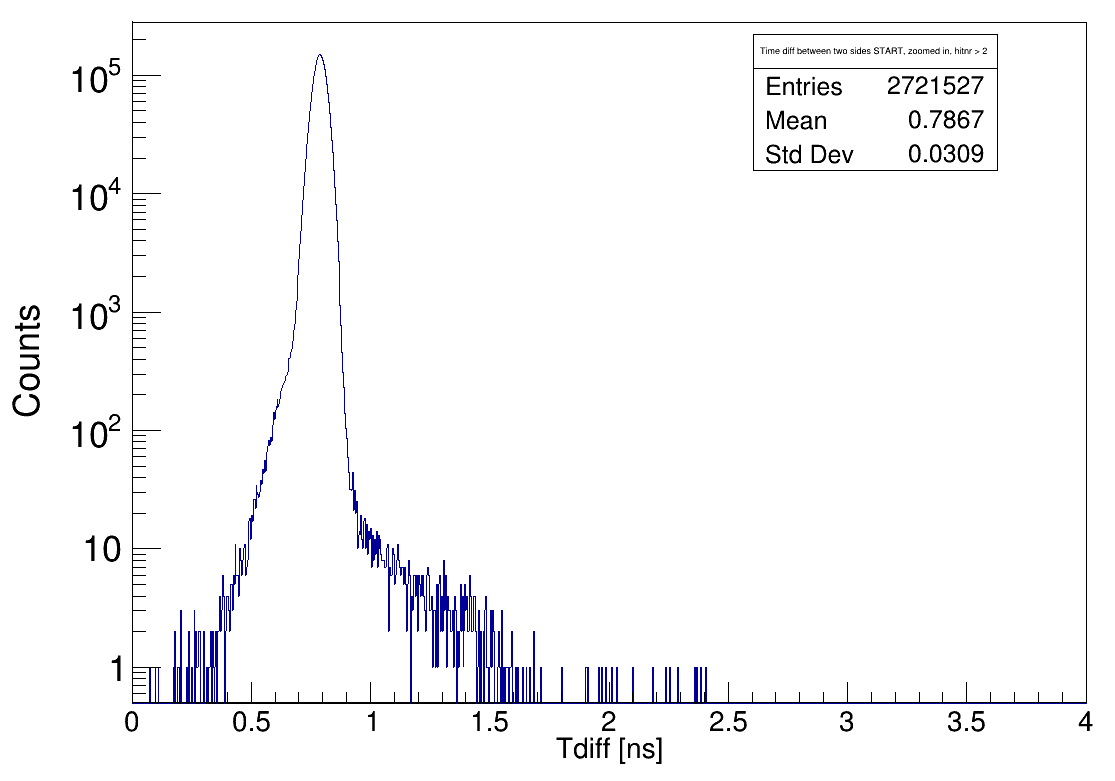 Time diff between two sides START, zoomed in, hitnr > 2
Entries 2721527
Mean 0.7867
Std Dev 0.0309
Counts
10^5
10^4
10^3
10^2
10
1
0 0.5 1 1.5 2 2.5 3 3.5 4
Tdiff [ns]